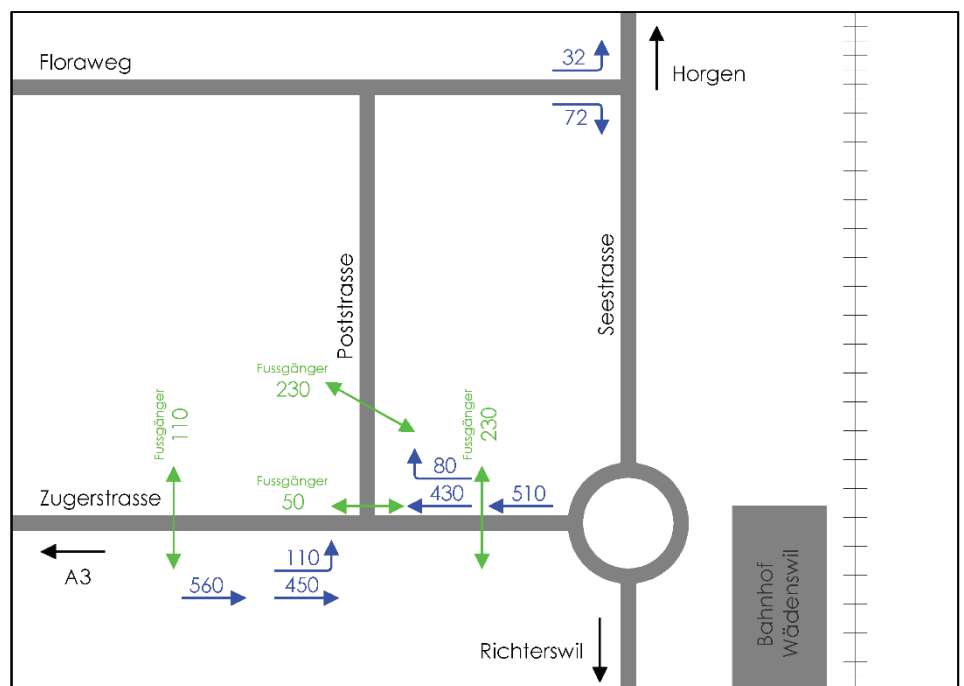 Floraweg
32
Horgen
72
Poststrasse
Seestrasse
Fussgänger
230
Fussgänger
110
Fussgänger
230
Zugerstrasse
Fussgänger
50
80
430
510
A3
110
560
450
Richterswil
Bahnhof
Wädenswil